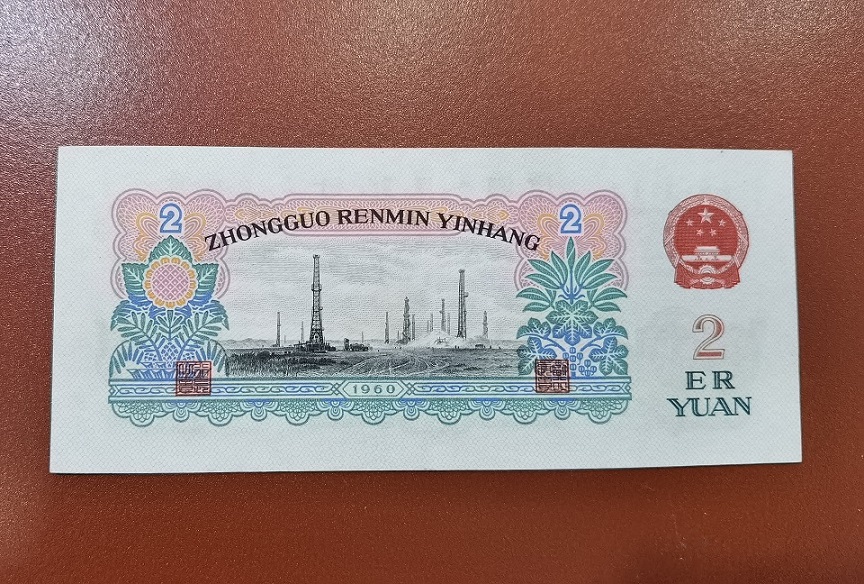 2
2
ZHONGGUO RENMIN YINHANG
1960
2
ER
YUAN